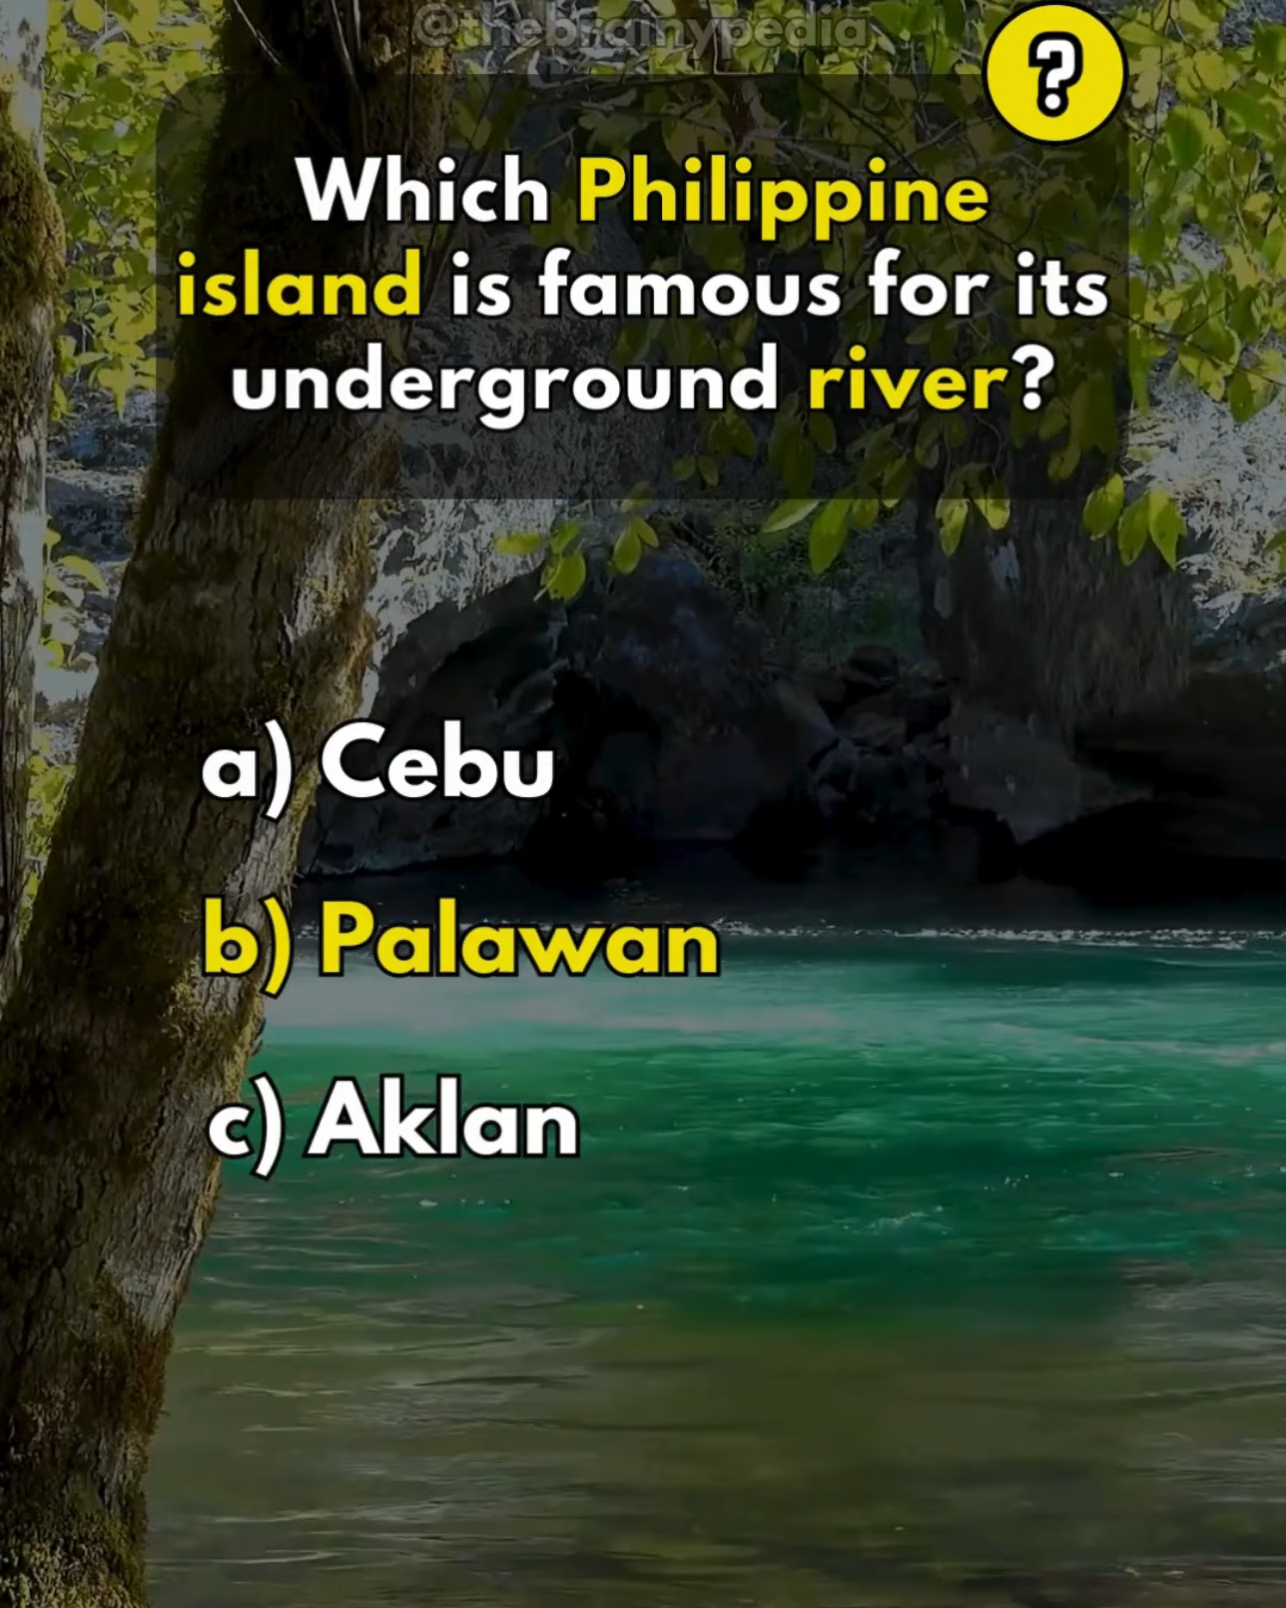 @thebrainypedia
?
Which Philippine
island is famous for its
underground river?
a) Cebu
b) Palawan
c) Aklan